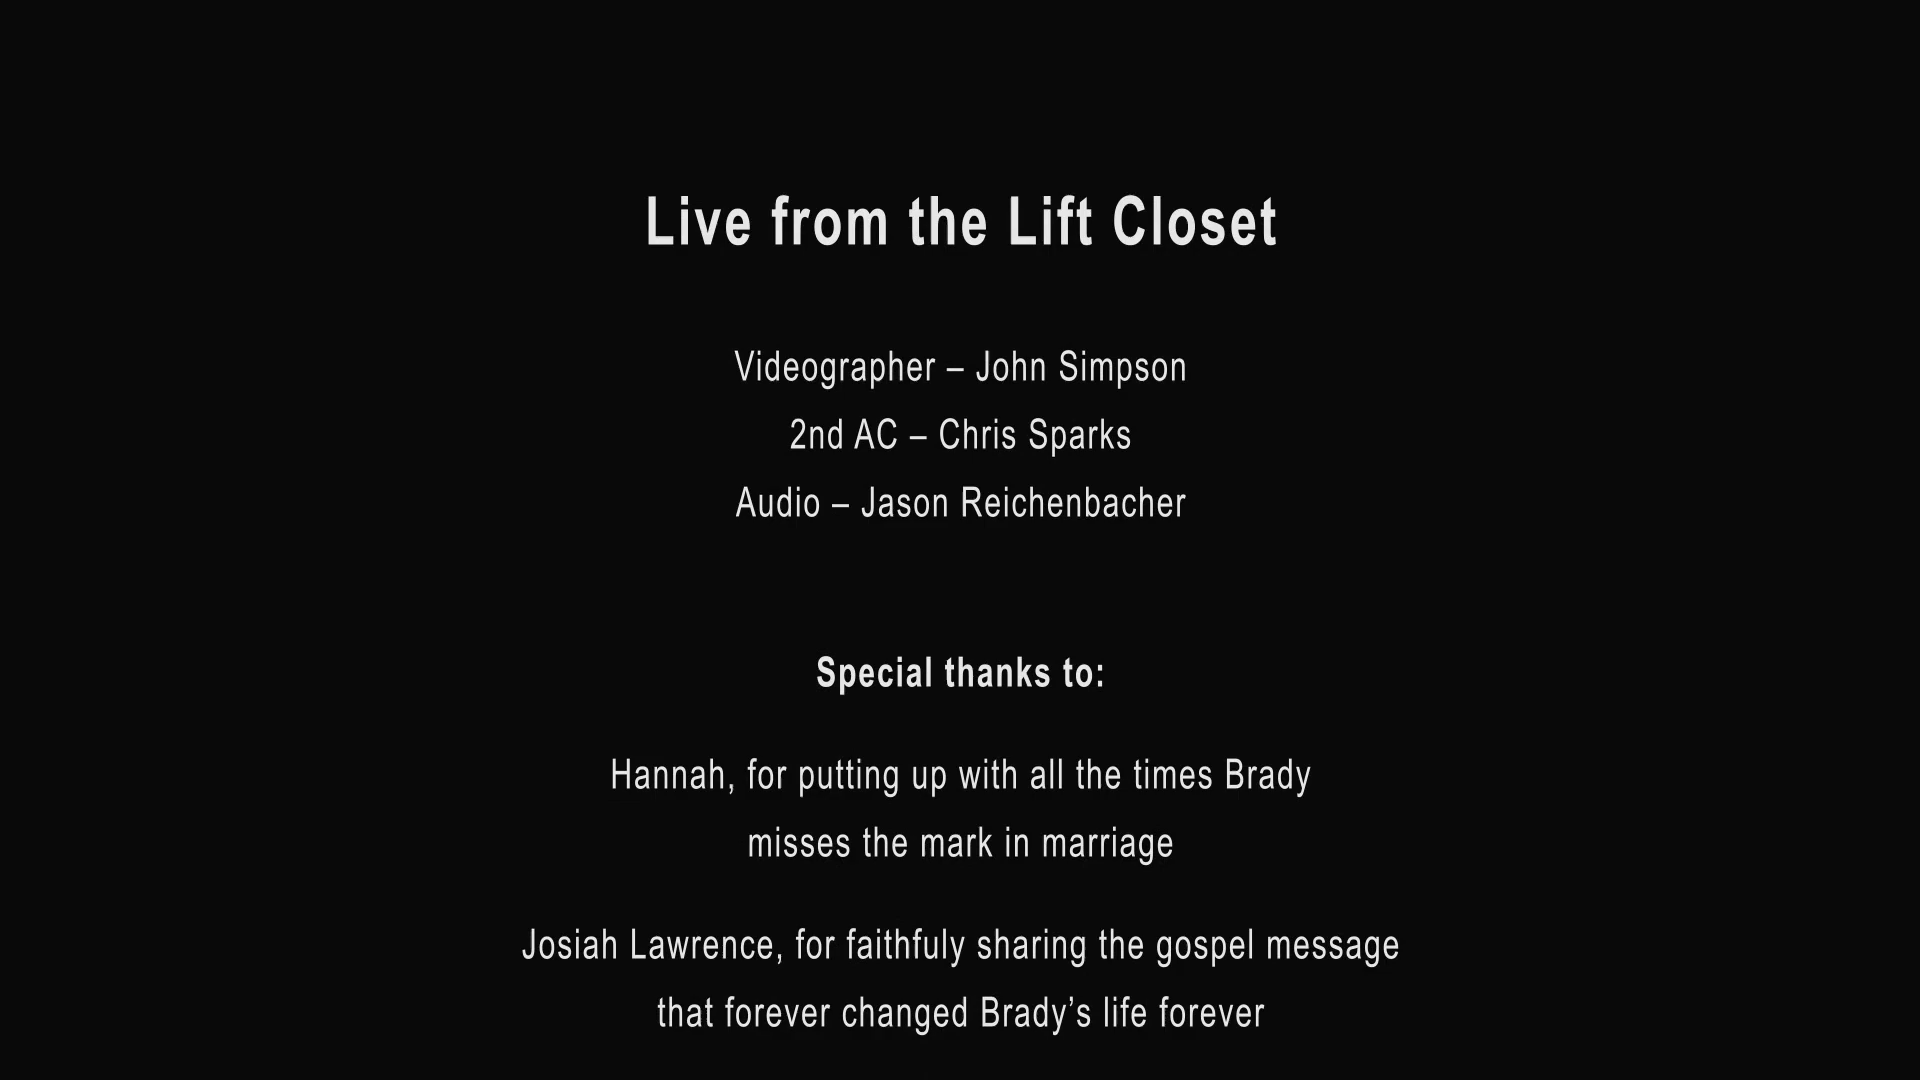 Live from the Lift Closet
Videographer – John Simpson
2nd AC – Chris Sparks
Audio – Jason Reichenbacher
Special thanks to:
Hannah, for putting up with all the times Brady
misses the mark in marriage
Josiah Lawrence, for faithfuly sharing the gospel message
that forever changed Brady’s life forever